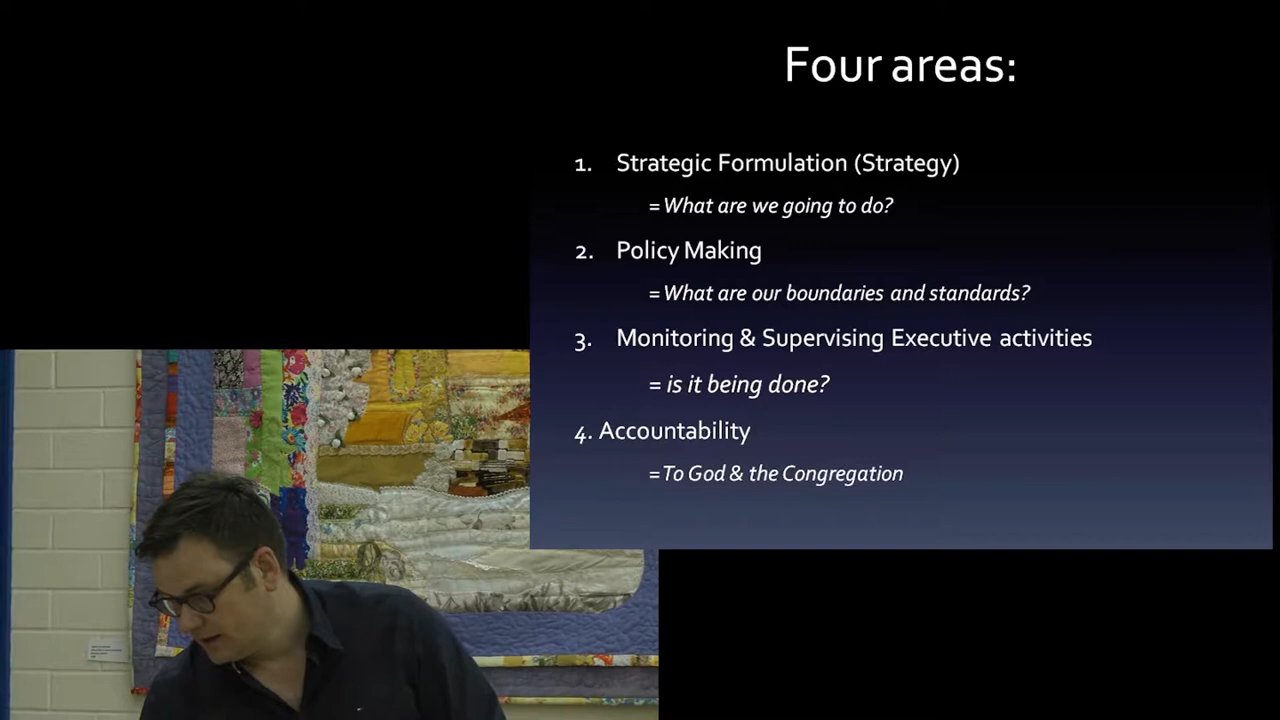 Four areas:
1. Strategic Formulation (Strategy)
= What are we going to do?
2. Policy Making
= What are our boundaries and standards?
3. Monitoring & Supervising Executive activities
= is it being done?
4. Accountability
=To God & the Congregation